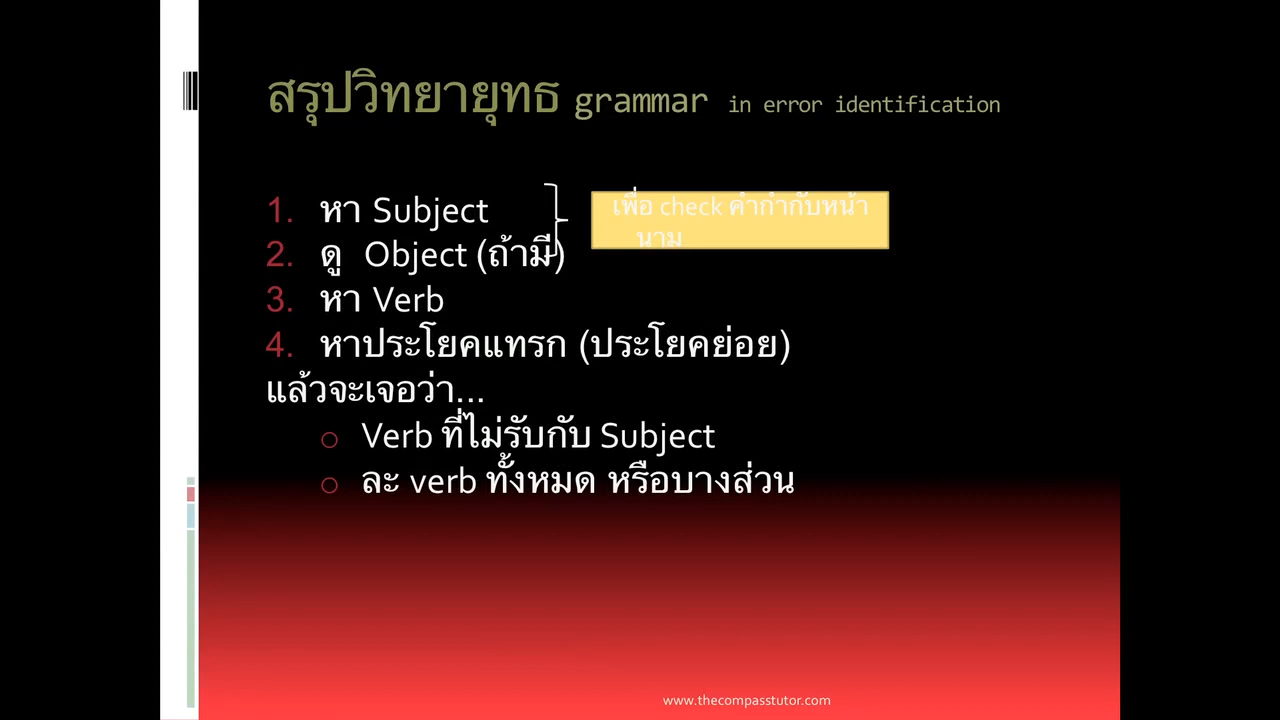 สรุปวิทยายุทธ grammar in error identification
1. หา Subject
เพื่อ check คำกำกับหน้า
นาม
2. ดู Object (ถ้ามี)
3. หา Verb
4. หาประโยคแทรก (ประโยคย่อย)
แล้วจะเจอว่า...
o Verb ที่ไม่รับกับ Subject
o ละ verb ทั้งหมด หรือบางส่วน
www.thecompasstutor.com